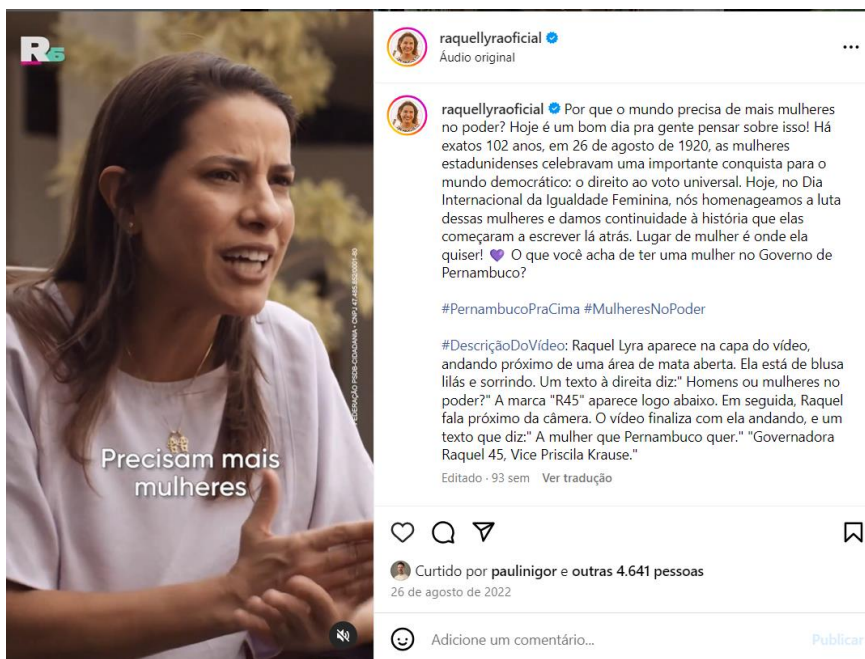 R45
raquellyraoficial
Áudio original
raquellyraoficial Por que o mundo precisa de mais mulheres
no poder? Hoje é um bom dia pra gente pensar sobre isso! Há
exatos 102 anos, em 26 de agosto de 1920, as mulheres
estadunidenses celebravam uma importante conquista para o
mundo democrático: o direito ao voto universal. Hoje, no Dia
Internacional da Igualdade Feminina, nós homenageamos a luta
dessas mulheres e damos continuidade à história que elas
começaram a escrever lá atrás. Lugar de mulher é onde ela
quiser! 💜 O que você acha de ter uma mulher no Governo de
Pernambuco?
#PernambucoPraCima #MulheresNoPoder
#DescriçãoDoVídeo: Raquel Lyra aparece na capa do vídeo,
andando próximo de uma área de mata aberta. Ela está de blusa
lilás e sorrindo. Um texto à direita diz:" Homens ou mulheres no
poder?" A marca "R45" aparece logo abaixo. Em seguida, Raquel
fala próximo da câmera. O vídeo finaliza com ela andando, e um
texto que diz:" A mulher que Pernambuco quer." "Governadora
Raquel 45, Vice Priscila Krause."
Editado · 93 sem Ver tradução
FEDERAÇÃO PSDB-CIDADANIA • CNPJ
Precisam mais
mulheres
Curtido por paulinigor e outras 4.641 pessoas
26 de agosto de 2022
Adicione um comentário...
Publicar